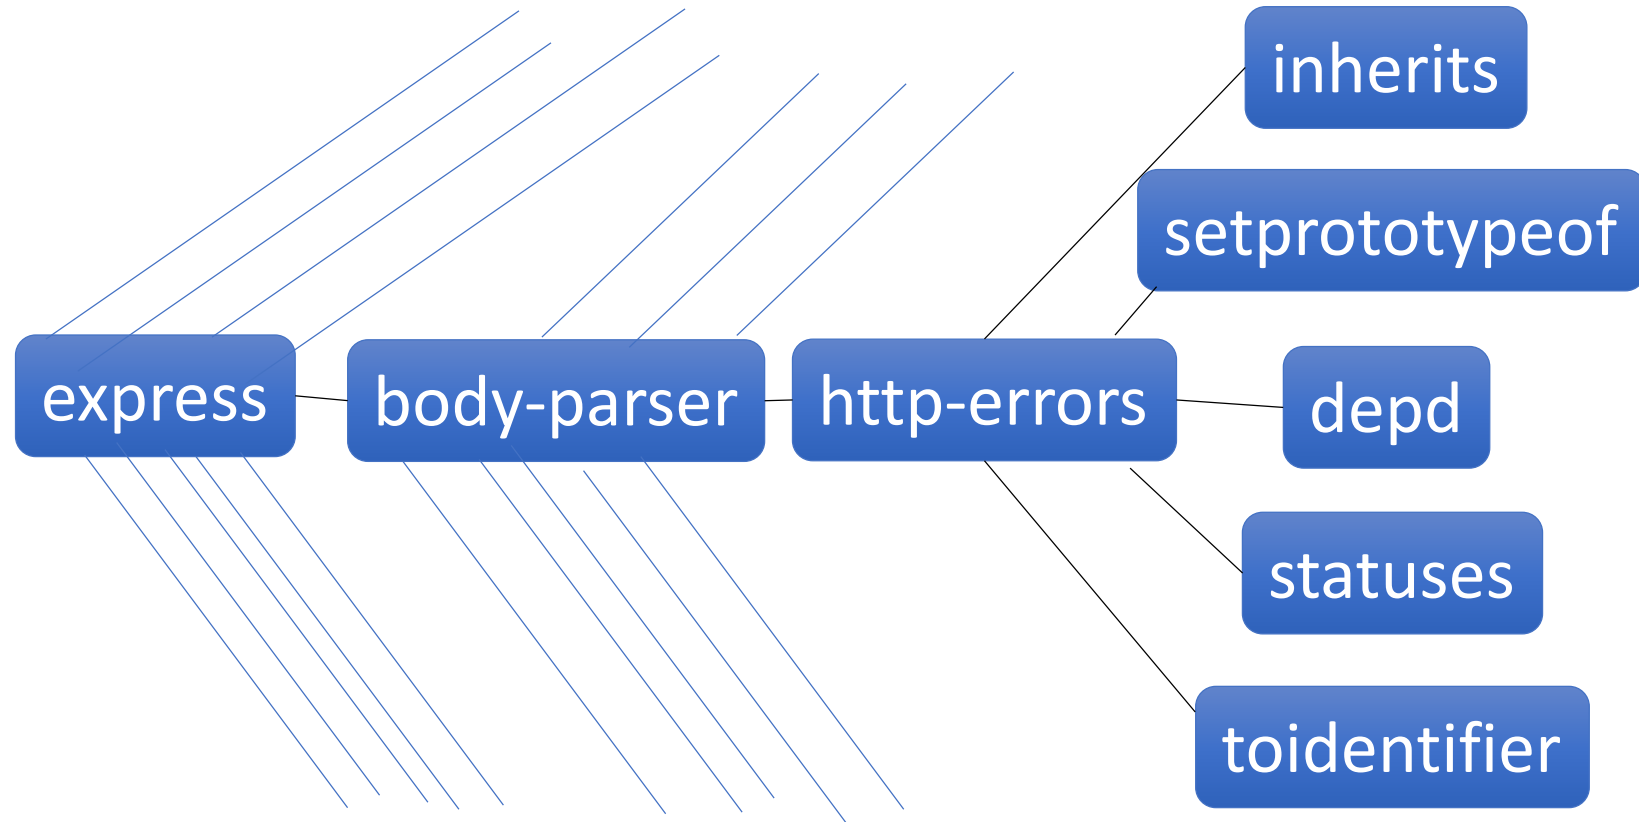 inherits
setprototypeof
express
body-parser
http-errors
depd
statuses
toidentifier